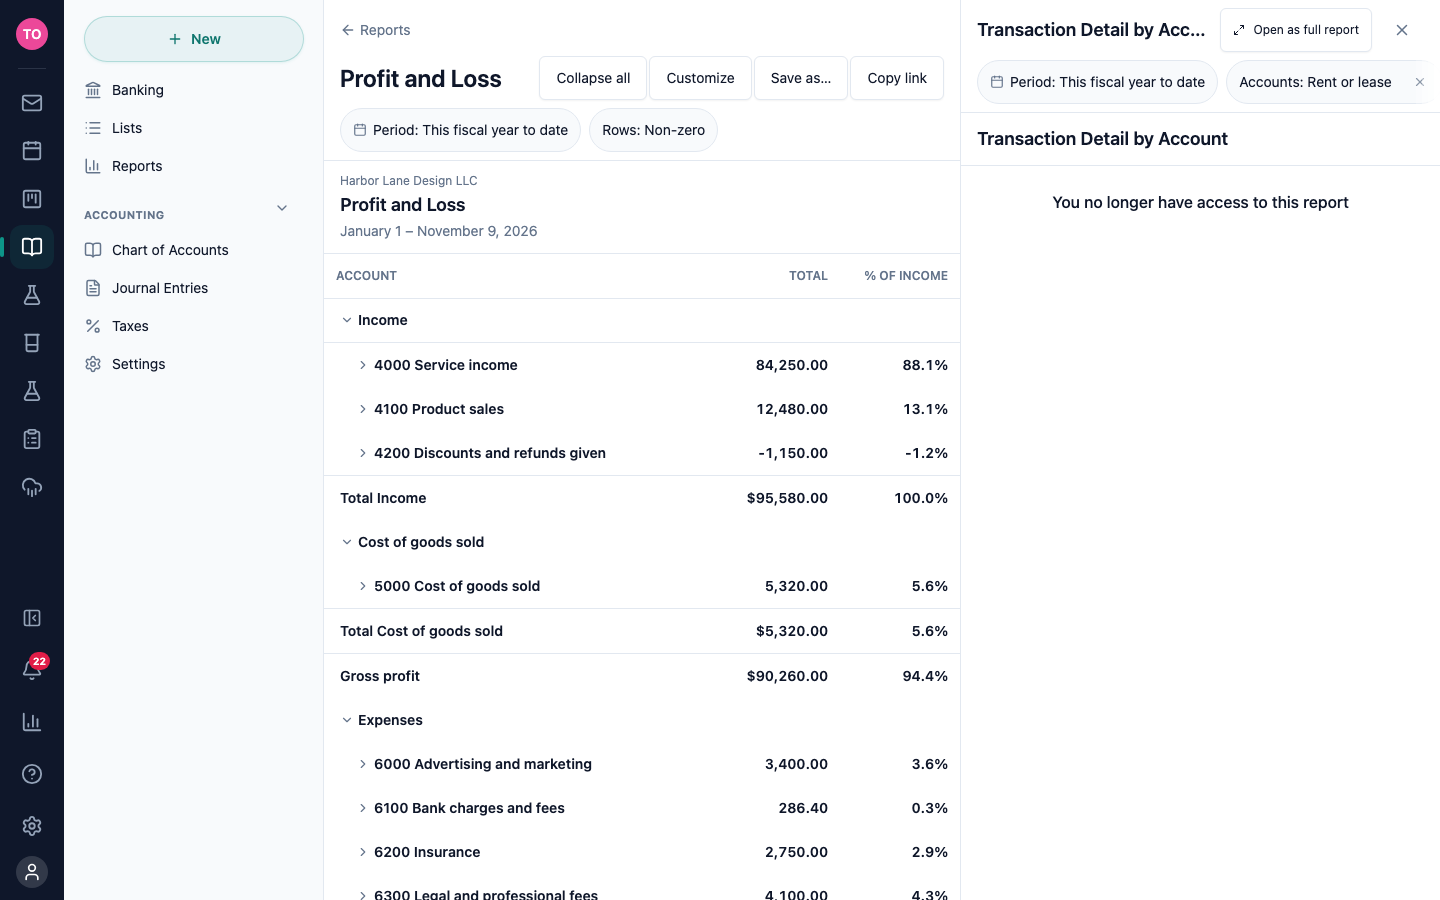 TO
New
Banking
Lists
Reports
ACCOUNTING
Chart of Accounts
Journal Entries
Taxes
Settings
22
Reports
Profit and Loss
Collapse all
Customize
Save as...
Copy link
Period: This fiscal year to date
Rows: Non-zero
Harbor Lane Design LLC
Profit and Loss
January 1 – November 9, 2026
ACCOUNT TOTAL % OF INCOME
Income
4000 Service income 84,250.00 88.1%
4100 Product sales 12,480.00 13.1%
4200 Discounts and refunds given -1,150.00 -1.2%
Total Income $95,580.00 100.0%
Cost of goods sold
5000 Cost of goods sold 5,320.00 5.6%
Total Cost of goods sold $5,320.00 5.6%
Gross profit $90,260.00 94.4%
Expenses
6000 Advertising and marketing 3,400.00 3.6%
6100 Bank charges and fees 286.40 0.3%
6200 Insurance 2,750.00 2.9%
6300 Legal and professional fees 4,100.00 4.3%
Transaction Detail by Acc...
Open as full report
Period: This fiscal year to date
Accounts: Rent or lease
Transaction Detail by Account
You no longer have access to this report